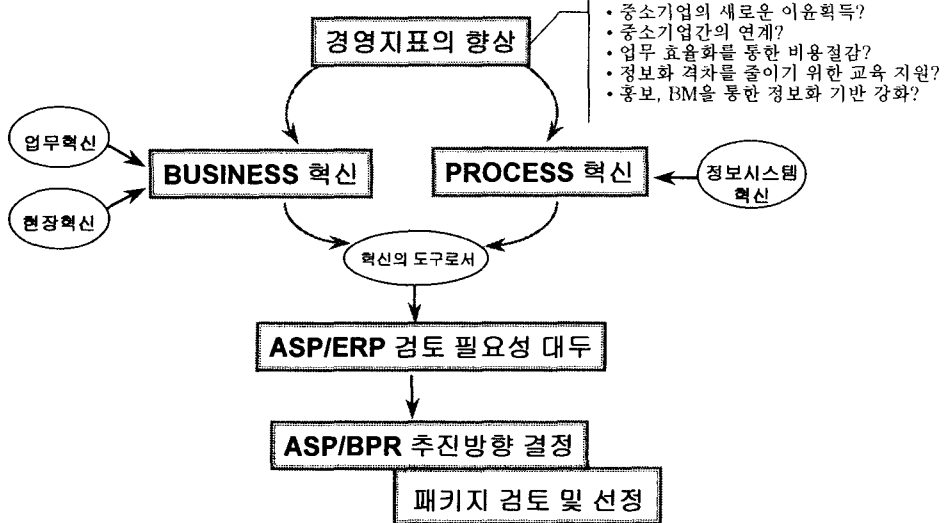 • 중소기업의 새로운 이윤획득?
• 중소기업간의 연계?
• 업무 효율화를 통한 비용절감?
• 정보화 격차를 줄이기 위한 교육 지원?
• 홍보, BM을 통한 정보화 기반 강화?
경영지표의 향상
업무혁신
현장혁신
BUSINESS 혁신
PROCESS 혁신
정보시스템
혁신
혁신의 도구로서
ASP/ERP 검토 필요성 대두
ASP/BPR 추진방향 결정
패키지 검토 및 선정